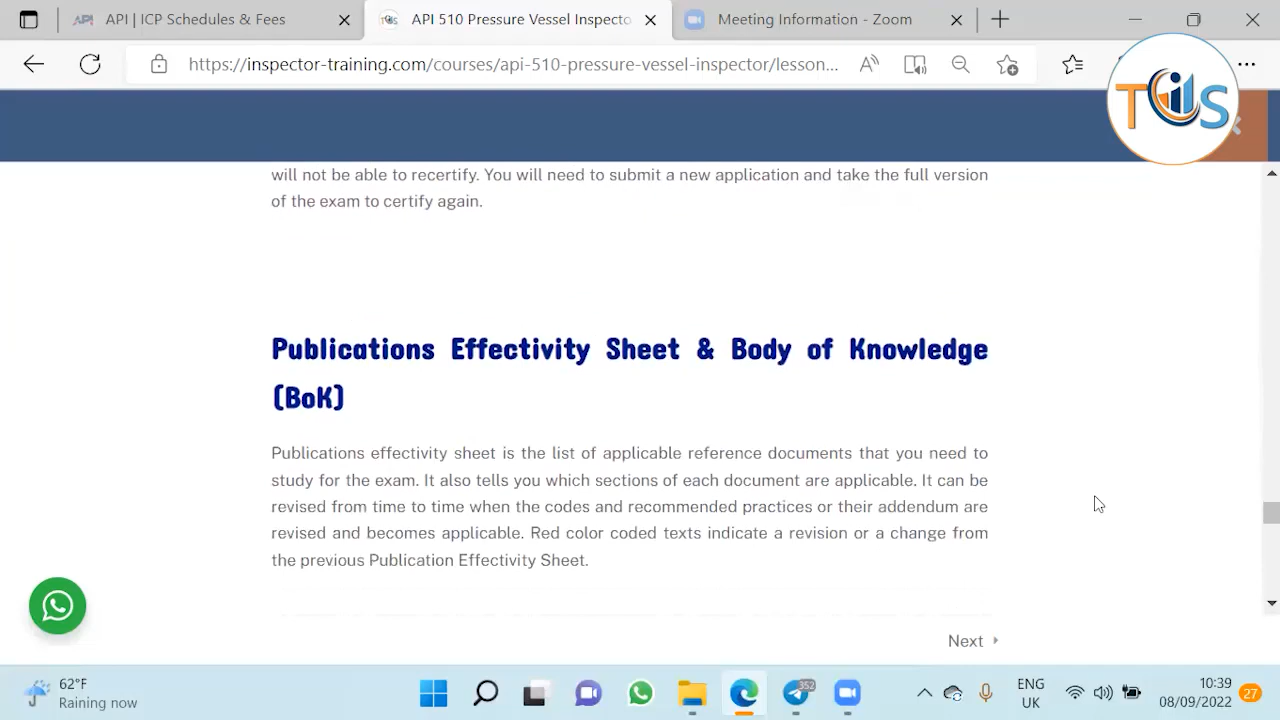 API | ICP Schedules & Fees
API 510 Pressure Vessel Inspecto
Meeting Information - Zoom
https://inspector-training.com/courses/api-510-pressure-vessel-inspector/lesson...
TIS
will not be able to recertify. You will need to submit a new application and take the full version
of the exam to certify again.
Publications Effectivity Sheet & Body of Knowledge
(BoK)
Publications effectivity sheet is the list of applicable reference documents that you need to
study for the exam. It also tells you which sections of each document are applicable. It can be
revised from time to time when the codes and recommended practices or their addendum are
revised and becomes applicable. Red color coded texts indicate a revision or a change from
the previous Publication Effectivity Sheet.
Next
62°F
Raining now
352
ENG
UK
10:39
08/09/2022
27